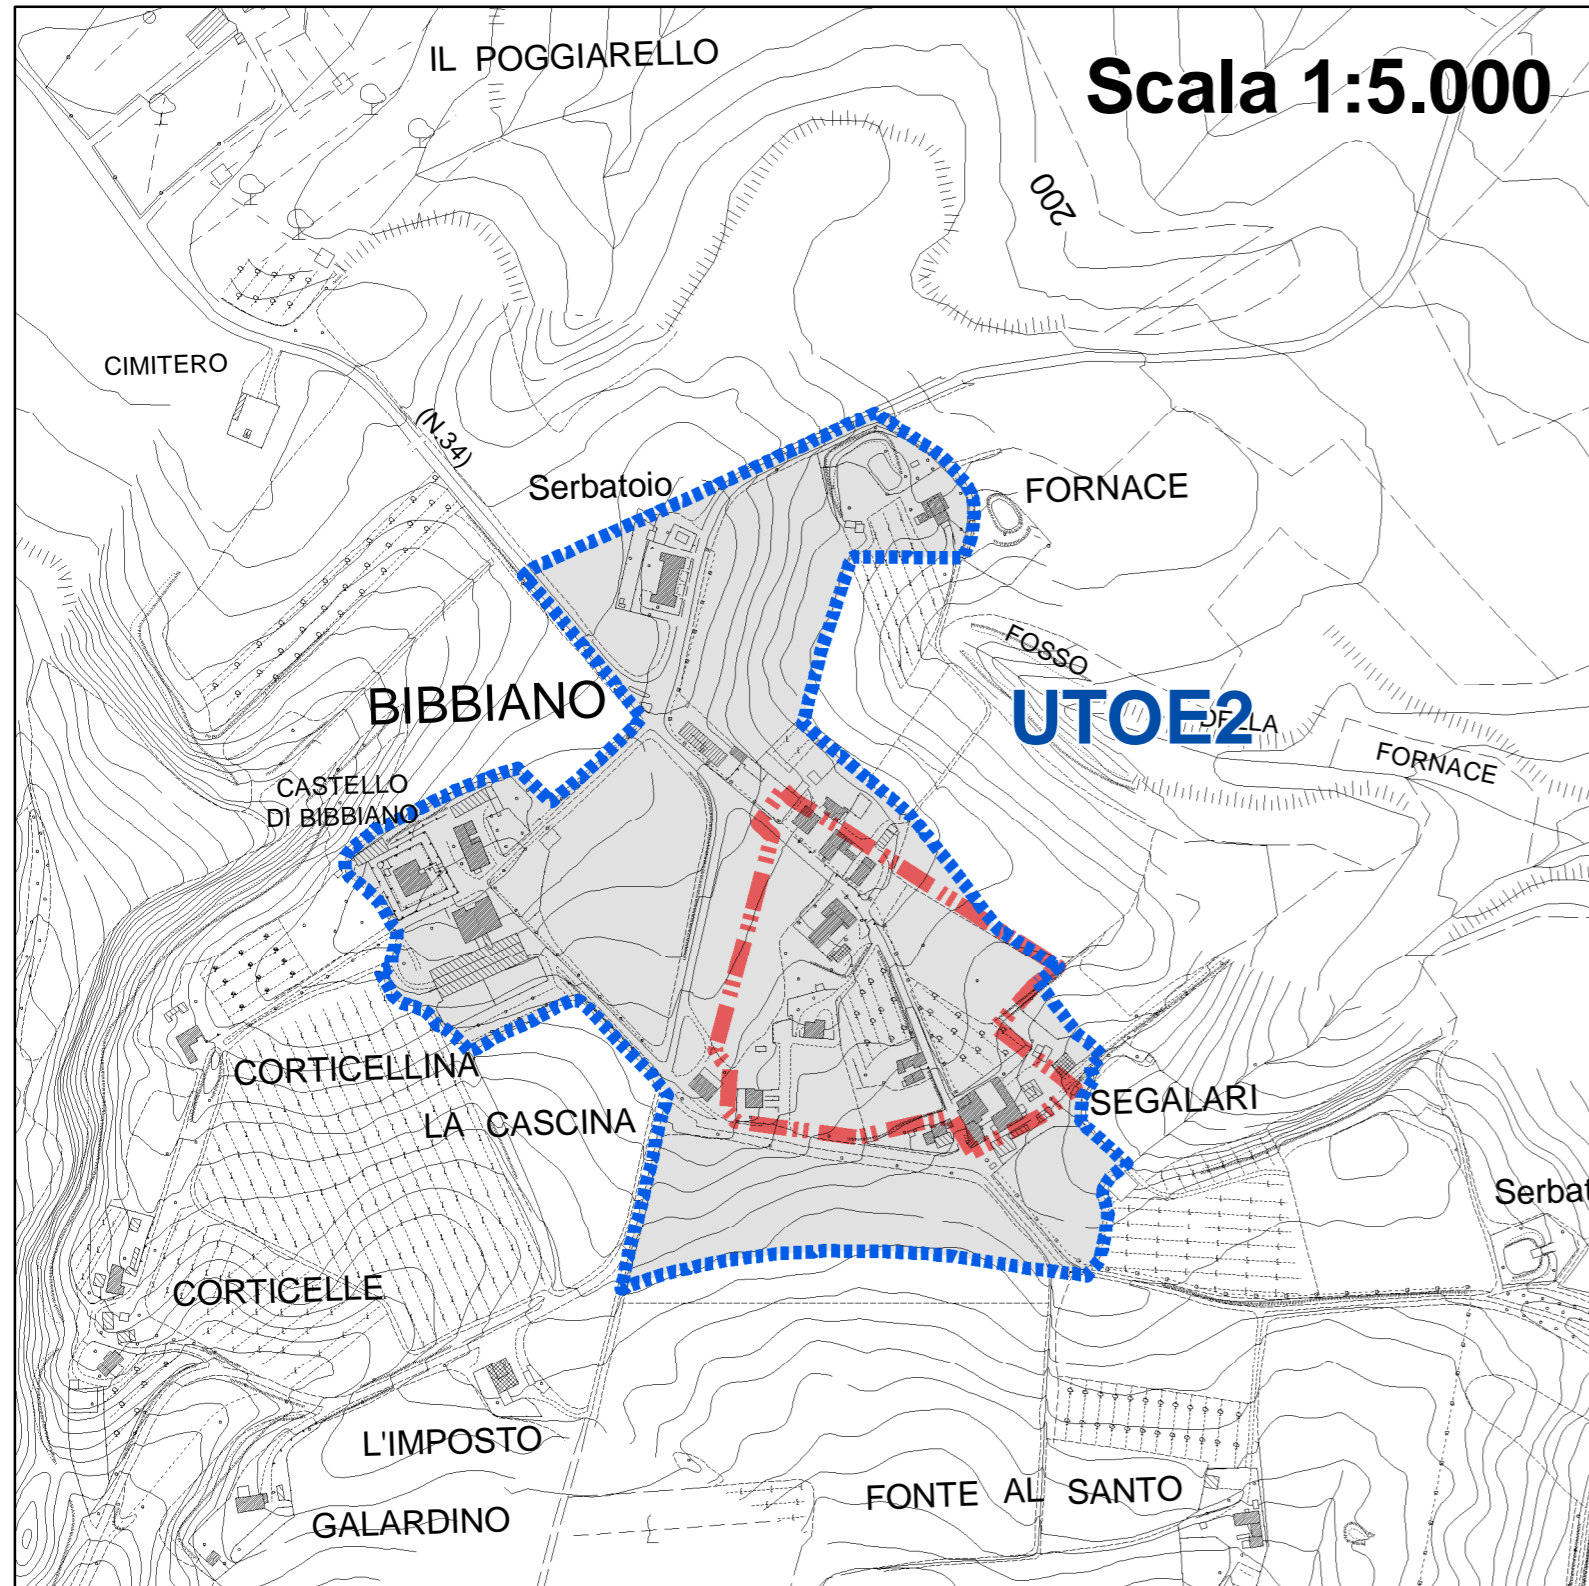 IL POGGIARELLO
Scala 1:5.000
200
CIMITERO
(N.34)
Serbatoio
FORNACE
FOSSO
BIBBIANO
UTOE2
DELLA
FORNACE
CASTELLO
DI BIBBIANO
CORTICELLINA
LA CASCINA
SEGALARI
Serbat
CORTICELLE
L'IMPOSTO
FONTE AL SANTO
GALARDINO